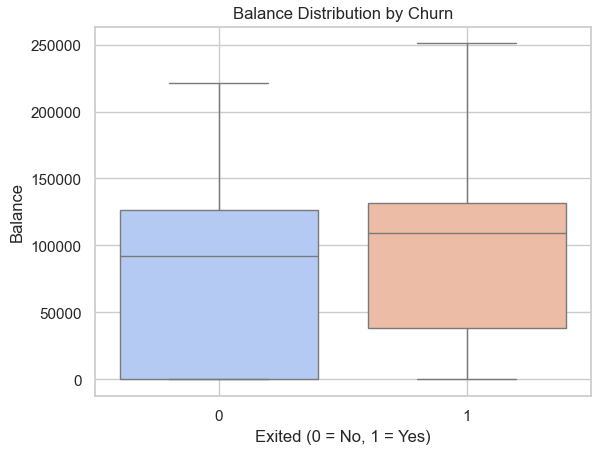 Balance Distribution by Churn
250000
200000
150000
100000
50000
0
Balance
0 1
Exited (0 = No, 1 = Yes)